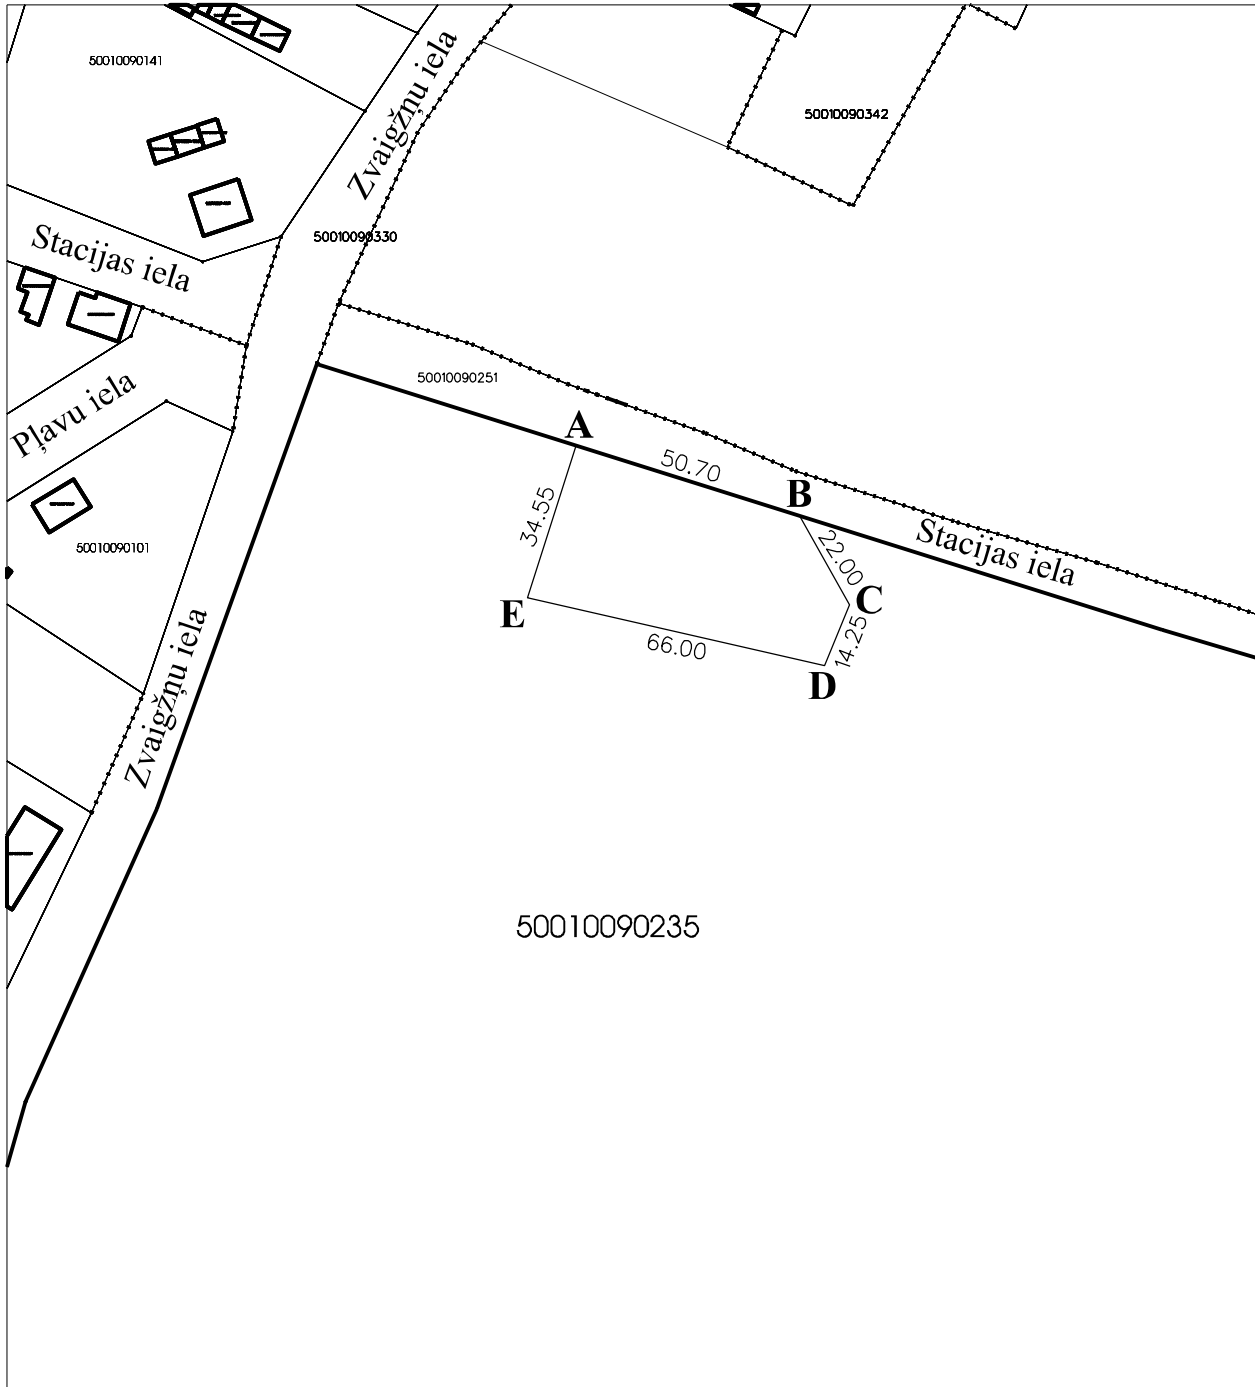 50010090141
Zvaigžņu iela
50010090342
Stacijas iela
50010090330
Pļavu iela
50010090251
A
50.70
B
34.55
22.00
Stacijas iela
50010090101
E
C
66.00
14.25
D
Zvaigžņu iela
50010090235